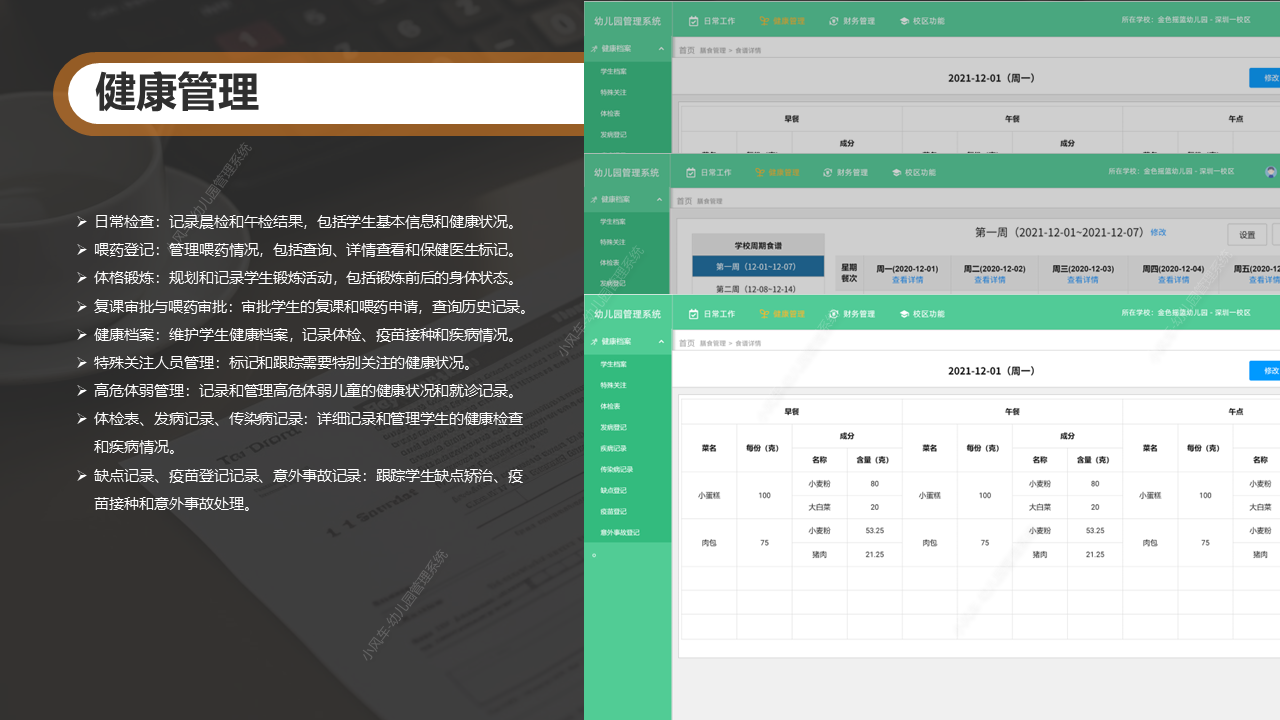 健康管理
日常检查：记录晨检和午检结果，包括学生基本信息和健康状况。
喂药登记：管理喂药情况，包括查询、详情查看和保健医生标记。
体格锻炼：规划和记录学生锻炼活动，包括锻炼前后的身体状态。
复课审批与喂药审批：审批学生的复课和喂药申请，查询历史记录。
健康档案：维护学生健康档案，记录体检、疫苗接种和疾病情况。
特殊关注人员管理：标记和跟踪需要特别关注的健康状况。
高危体弱管理：记录和管理高危体弱儿童的健康状况和就诊记录。
体检表、发病记录、传染病记录：详细记录和管理学生的健康检查
和疾病情况。
缺点记录、疫苗登记记录、意外事故记录：跟踪学生缺点矫治、疫
苗接种和意外事故处理。
小风车-幼儿园管理系统
小风车-幼儿园管理系统
幼儿园管理系统 日常工作 健康管理 财务管理 校区功能 所在学校：金色摇篮幼儿园 - 深圳一校区
健康档案 首页 膳食管理 > 食谱详情
学生档案
2021-12-01（周一） 修改
特殊关注
体检表
早餐 午餐 午点
发病登记
成分 成分
幼儿园管理系统 日常工作 健康管理 财务管理 校区功能 所在学校：金色摇篮幼儿园 - 深圳一校区
健康档案 首页 膳食管理
学生档案
第一周（2021-12-01~2021-12-07） 修改 设置
特殊关注
学校周期食谱
体检表
第一周（12-01~12-07）
星期 周一(2020-12-01) 周二(2020-12-02) 周三(2020-12-03) 周四(2020-12-04) 周五(2020-12-0
餐次 查看详情 查看详情 查看详情 查看详情 查看详情
发病登记
第二周（12-08~12-14）
幼儿园管理系统 日常工作 健康管理 财务管理 校区功能 所在学校：金色摇篮幼儿园 - 深圳一校区
健康档案 首页 膳食管理 > 食谱详情
学生档案
2021-12-01（周一） 修改
特殊关注
体检表
发病登记
疾病记录
传染病记录
缺点登记
疫苗登记
意外事故登记
早餐 午餐 午点
成分 成分
菜名 每份（克） 菜名 每份（克） 菜名 每份（克）
名称 含量（克） 名称 含量（克） 名称
小麦粉 80 小麦粉 80 小麦粉
小蛋糕 100 小蛋糕 100 小蛋糕 100
大白菜 20 大白菜 20 大白菜
小麦粉 53.25 小麦粉 53.25 小麦粉
肉包 75 肉包 75 肉包 75
猪肉 21.25 猪肉 21.25 猪肉